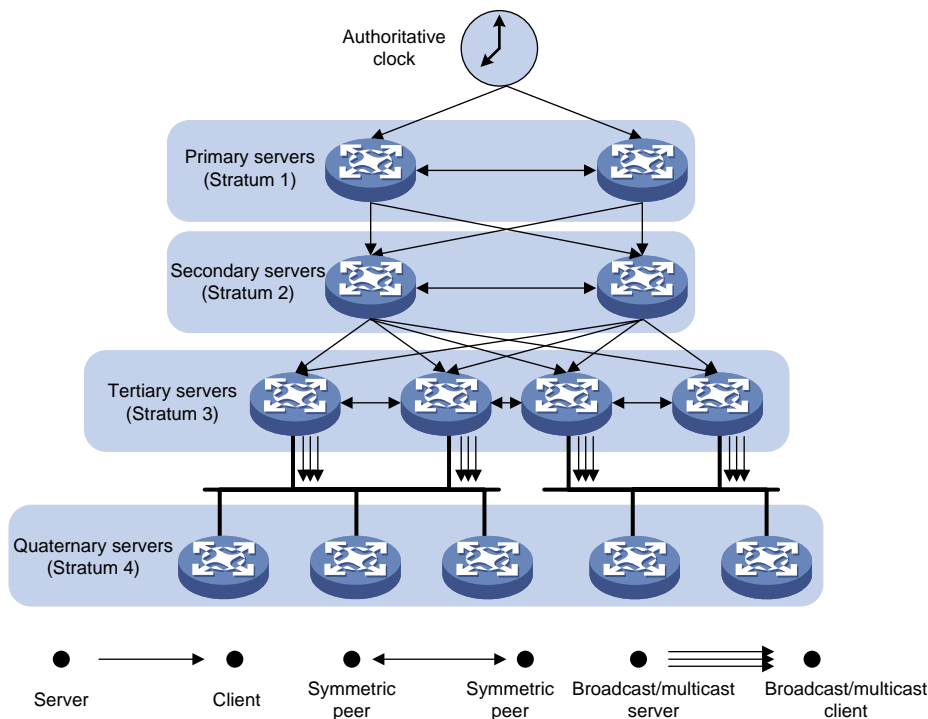 Authoritative
clock
Primary servers
(Stratum 1)
Secondary servers
(Stratum 2)
Tertiary servers
(Stratum 3)
Quaternary servers
(Stratum 4)
Server
Client
Symmetric
peer
Symmetric
peer
Broadcast/multicast
server
Broadcast/multicast
client